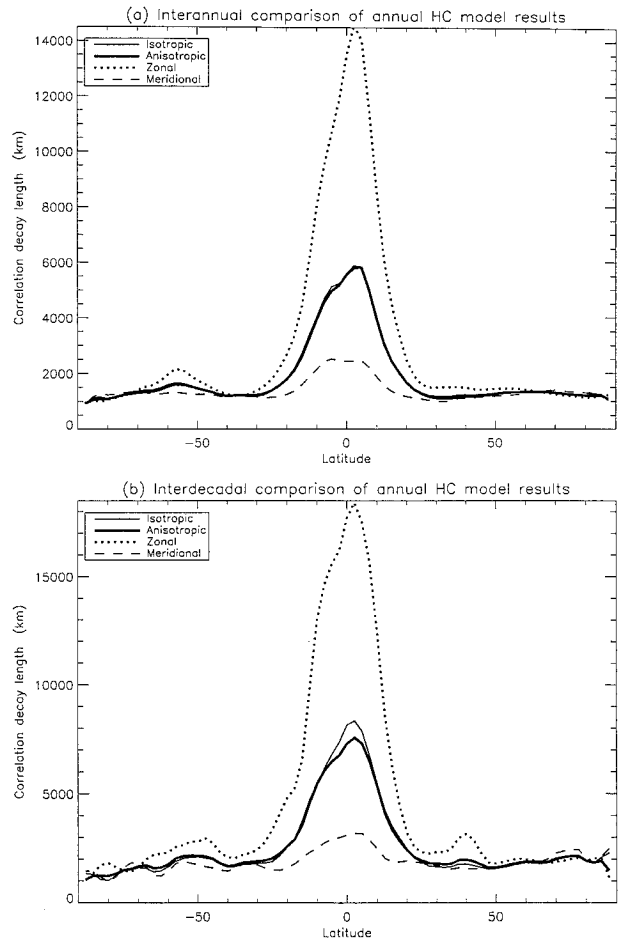 (a) Interannual comparison of annual HC model results
Isotropic
Anisotropic
Zonal
Meridional
14000
12000
10000
8000
6000
4000
2000
0
Correlation decay length (km)
-50
0
50
Latitude
(b) Interdecadal comparison of annual HC model results
Isotropic
Anisotropic
Zonal
Meridional
15000
10000
5000
0
Correlation decay length (km)
-50
0
50
Latitude